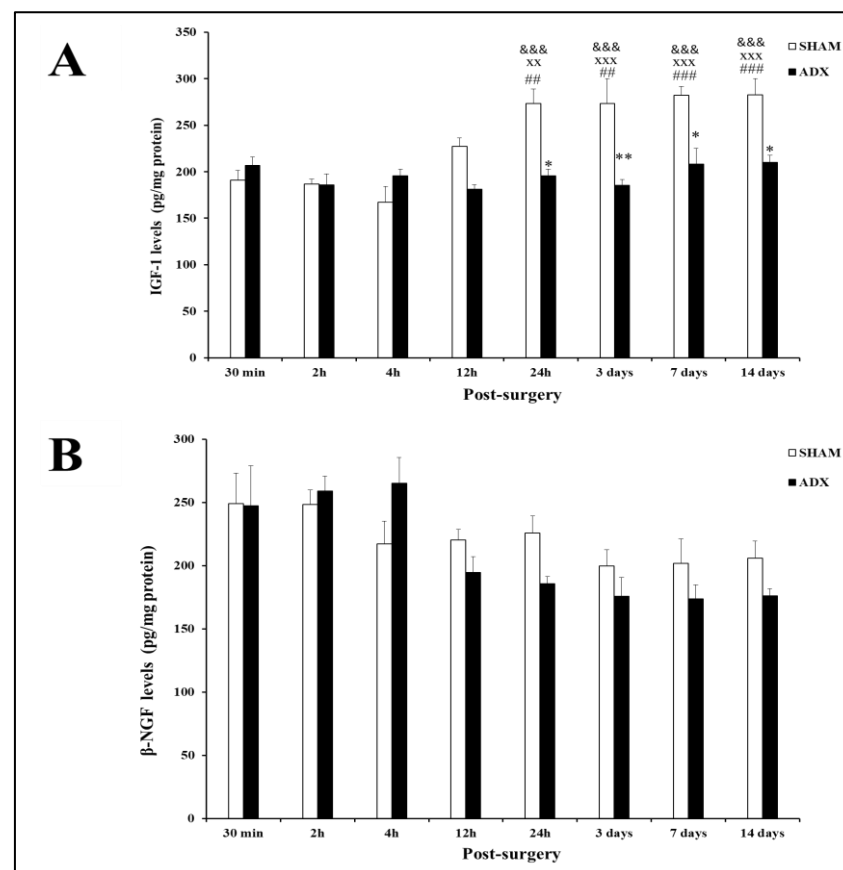 A
350
300
250
200
150
100
50
0
IGF-1 levels (pg/mg protein)
&&&
xx
##
&&&
xxx
##
&&&
xxx
###
&&&
xxx
###
*
**
*
*
SHAM
ADX
30 min 2h 4h 12h 24h 3 days 7 days 14 days
Post-surgery
B
300
250
200
150
100
50
0
β-NGF levels (pg/mg protein)
SHAM
ADX
30 min 2h 4h 12h 24h 3 days 7 days 14 days
Post-surgery